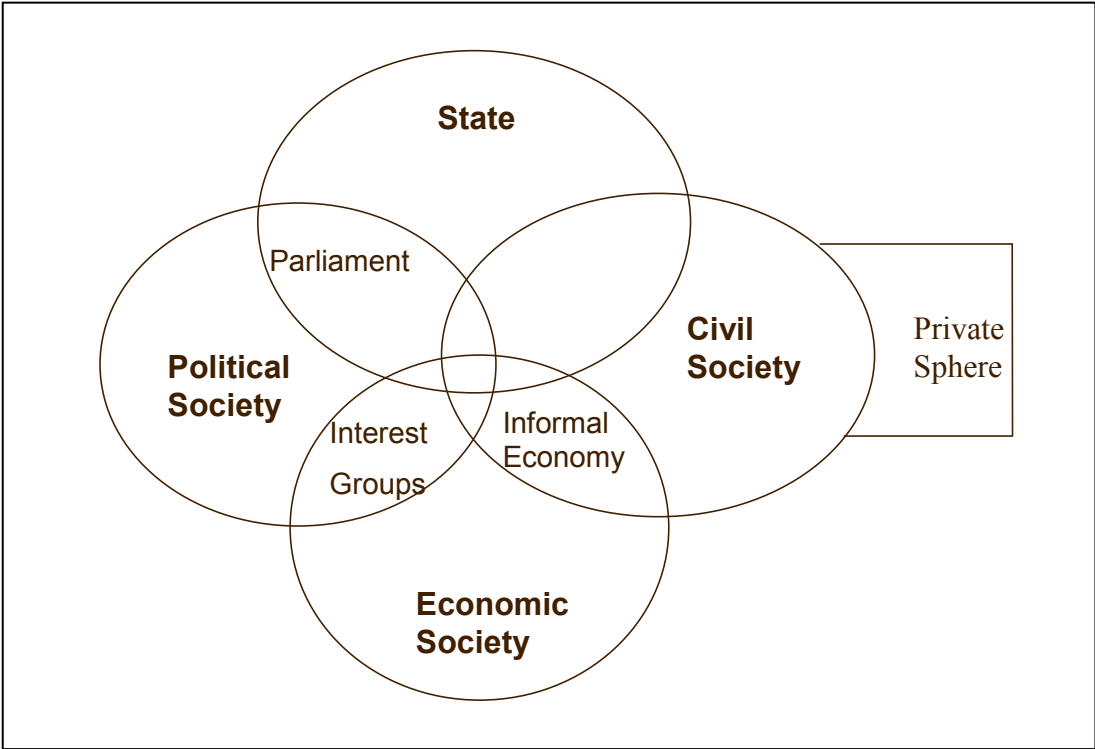 State
Parliament
Civil
Society
Private
Sphere
Political
Society
Interest
Groups
Informal
Economy
Economic
Society